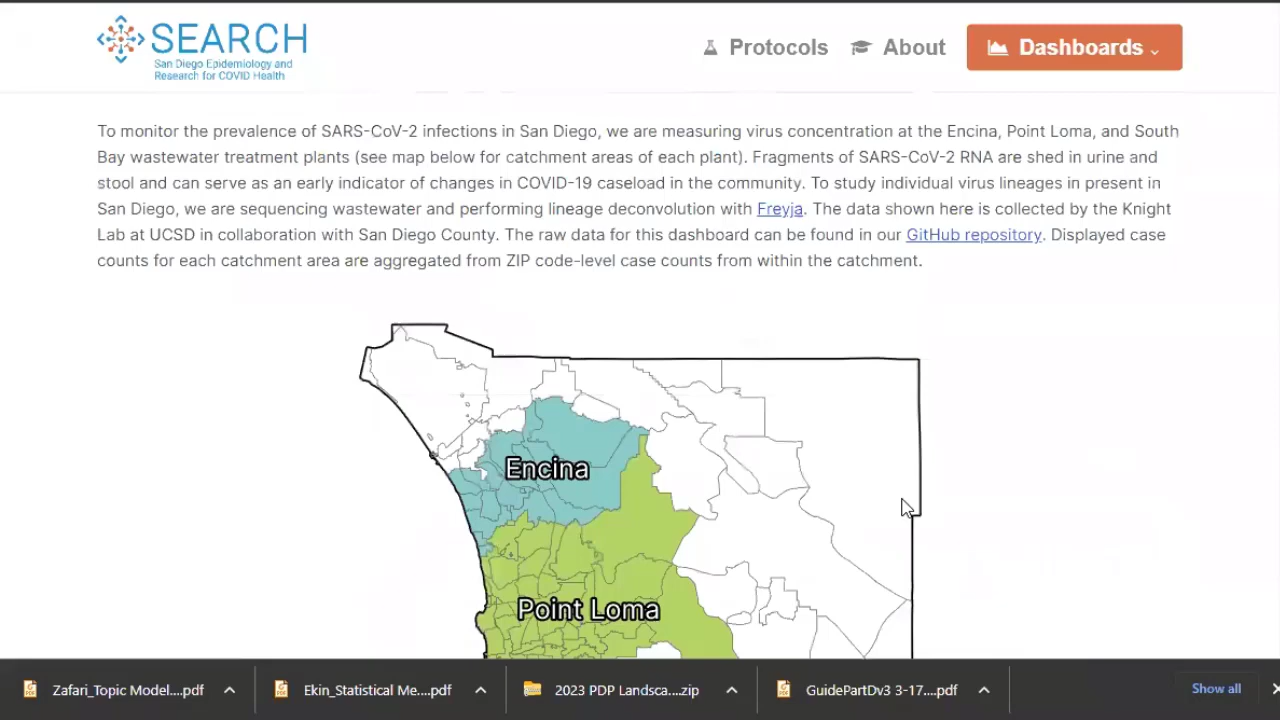 SEARCH
San Diego Epidemiology and
Research for COVID Health
Protocols
About
Dashboards
To monitor the prevalence of SARS-CoV-2 infections in San Diego, we are measuring virus concentration at the Encina, Point Loma, and South
Bay wastewater treatment plants (see map below for catchment areas of each plant). Fragments of SARS-CoV-2 RNA are shed in urine and
stool and can serve as an early indicator of changes in COVID-19 caseload in the community. To study individual virus lineages in present in
San Diego, we are sequencing wastewater and performing lineage deconvolution with Freyja. The data shown here is collected by the Knight
Lab at UCSD in collaboration with San Diego County. The raw data for this dashboard can be found in our GitHub repository. Displayed case
counts for each catchment area are aggregated from ZIP code-level case counts from within the catchment.
Encina
Point Loma
Zafari_Topic Model....pdf
Ekin_Statistical Me....pdf
2023 PDP Landsca....zip
GuidePartDv3 3-17....pdf
Show all